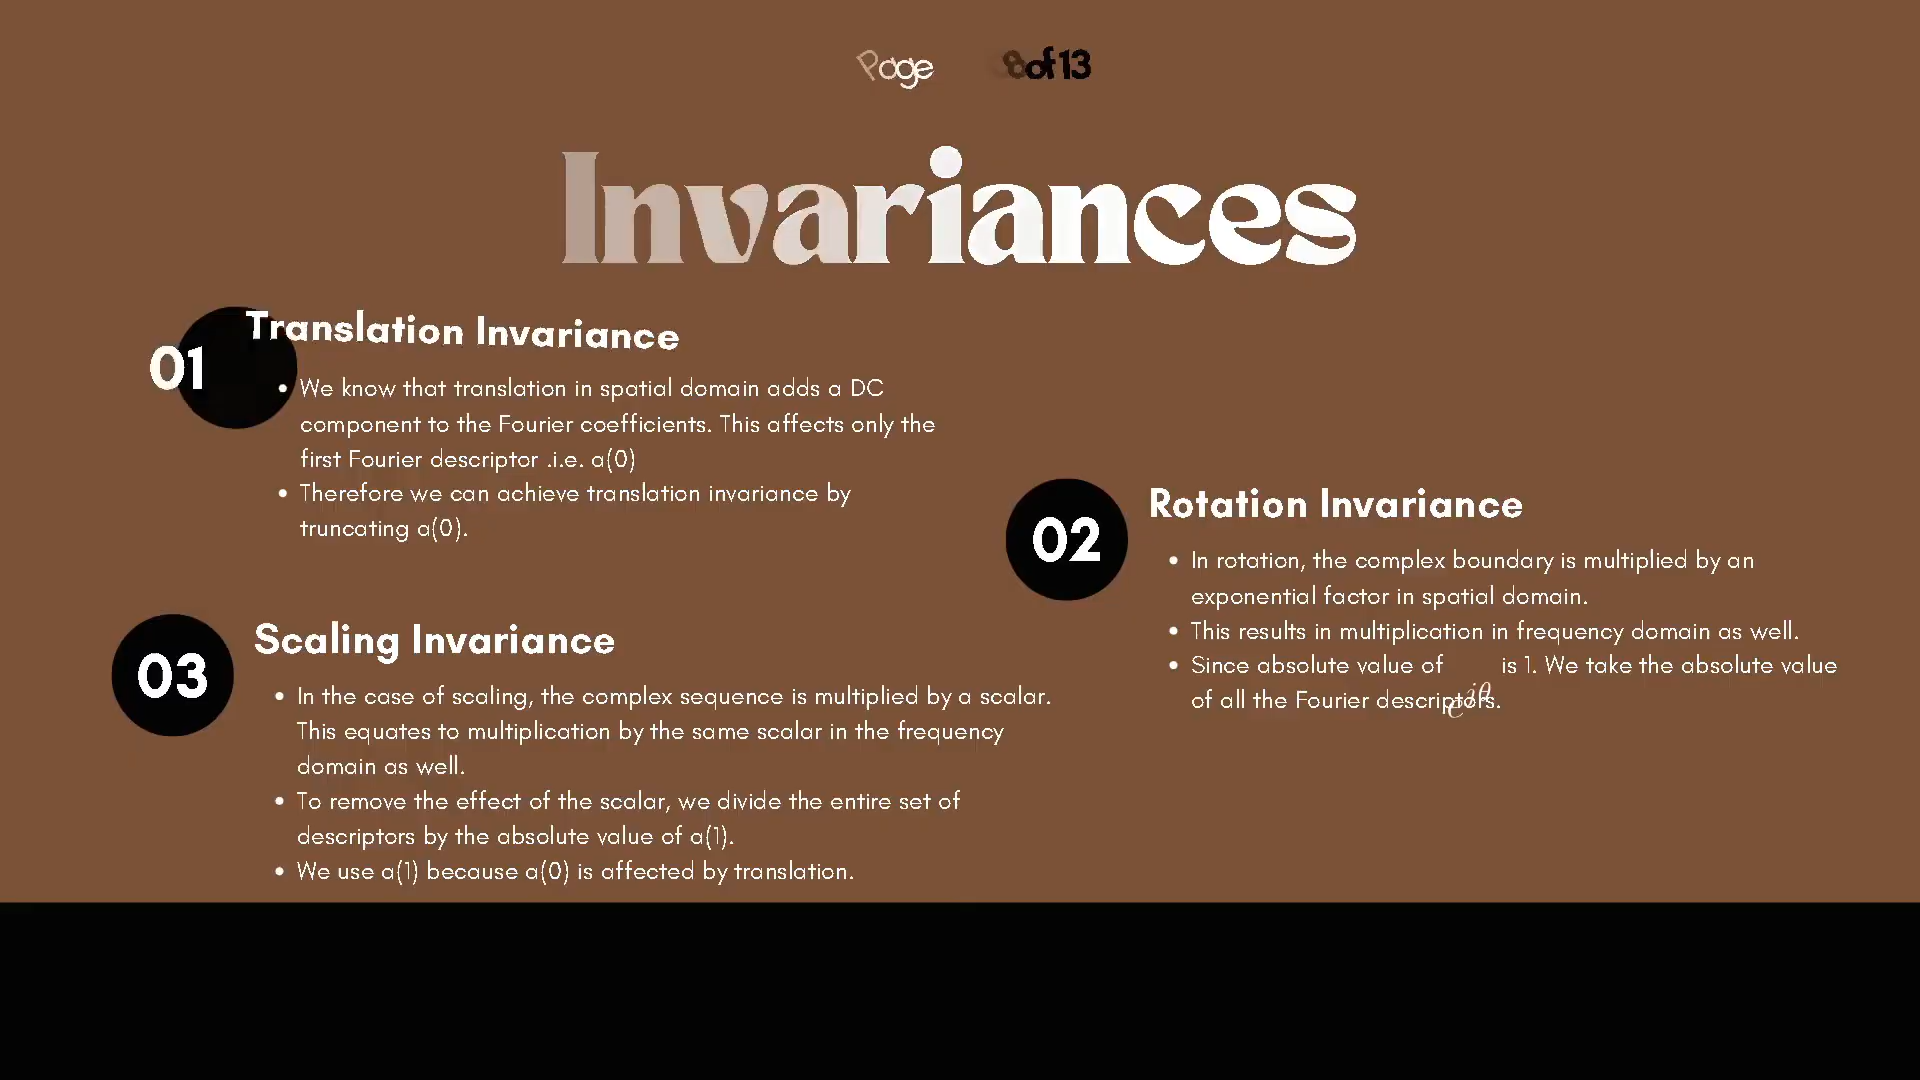 Page 8 of 13
Invariances
01
Translation Invariance
• We know that translation in spatial domain adds a DC
component to the Fourier coefficients. This affects only the
first Fourier descriptor .i.e. a(0)
• Therefore we can achieve translation invariance by
truncating a(0).
02
Rotation Invariance
• In rotation, the complex boundary is multiplied by an
exponential factor in spatial domain.
• This results in multiplication in frequency domain as well.
• Since absolute value of is 1. We take the absolute value
of all the Fourier descriptors.
e^{jθ}
03
Scaling Invariance
• In the case of scaling, the complex sequence is multiplied by a scalar.
This equates to multiplication by the same scalar in the frequency
domain as well.
• To remove the effect of the scalar, we divide the entire set of
descriptors by the absolute value of a(1).
• We use a(1) because a(0) is affected by translation.